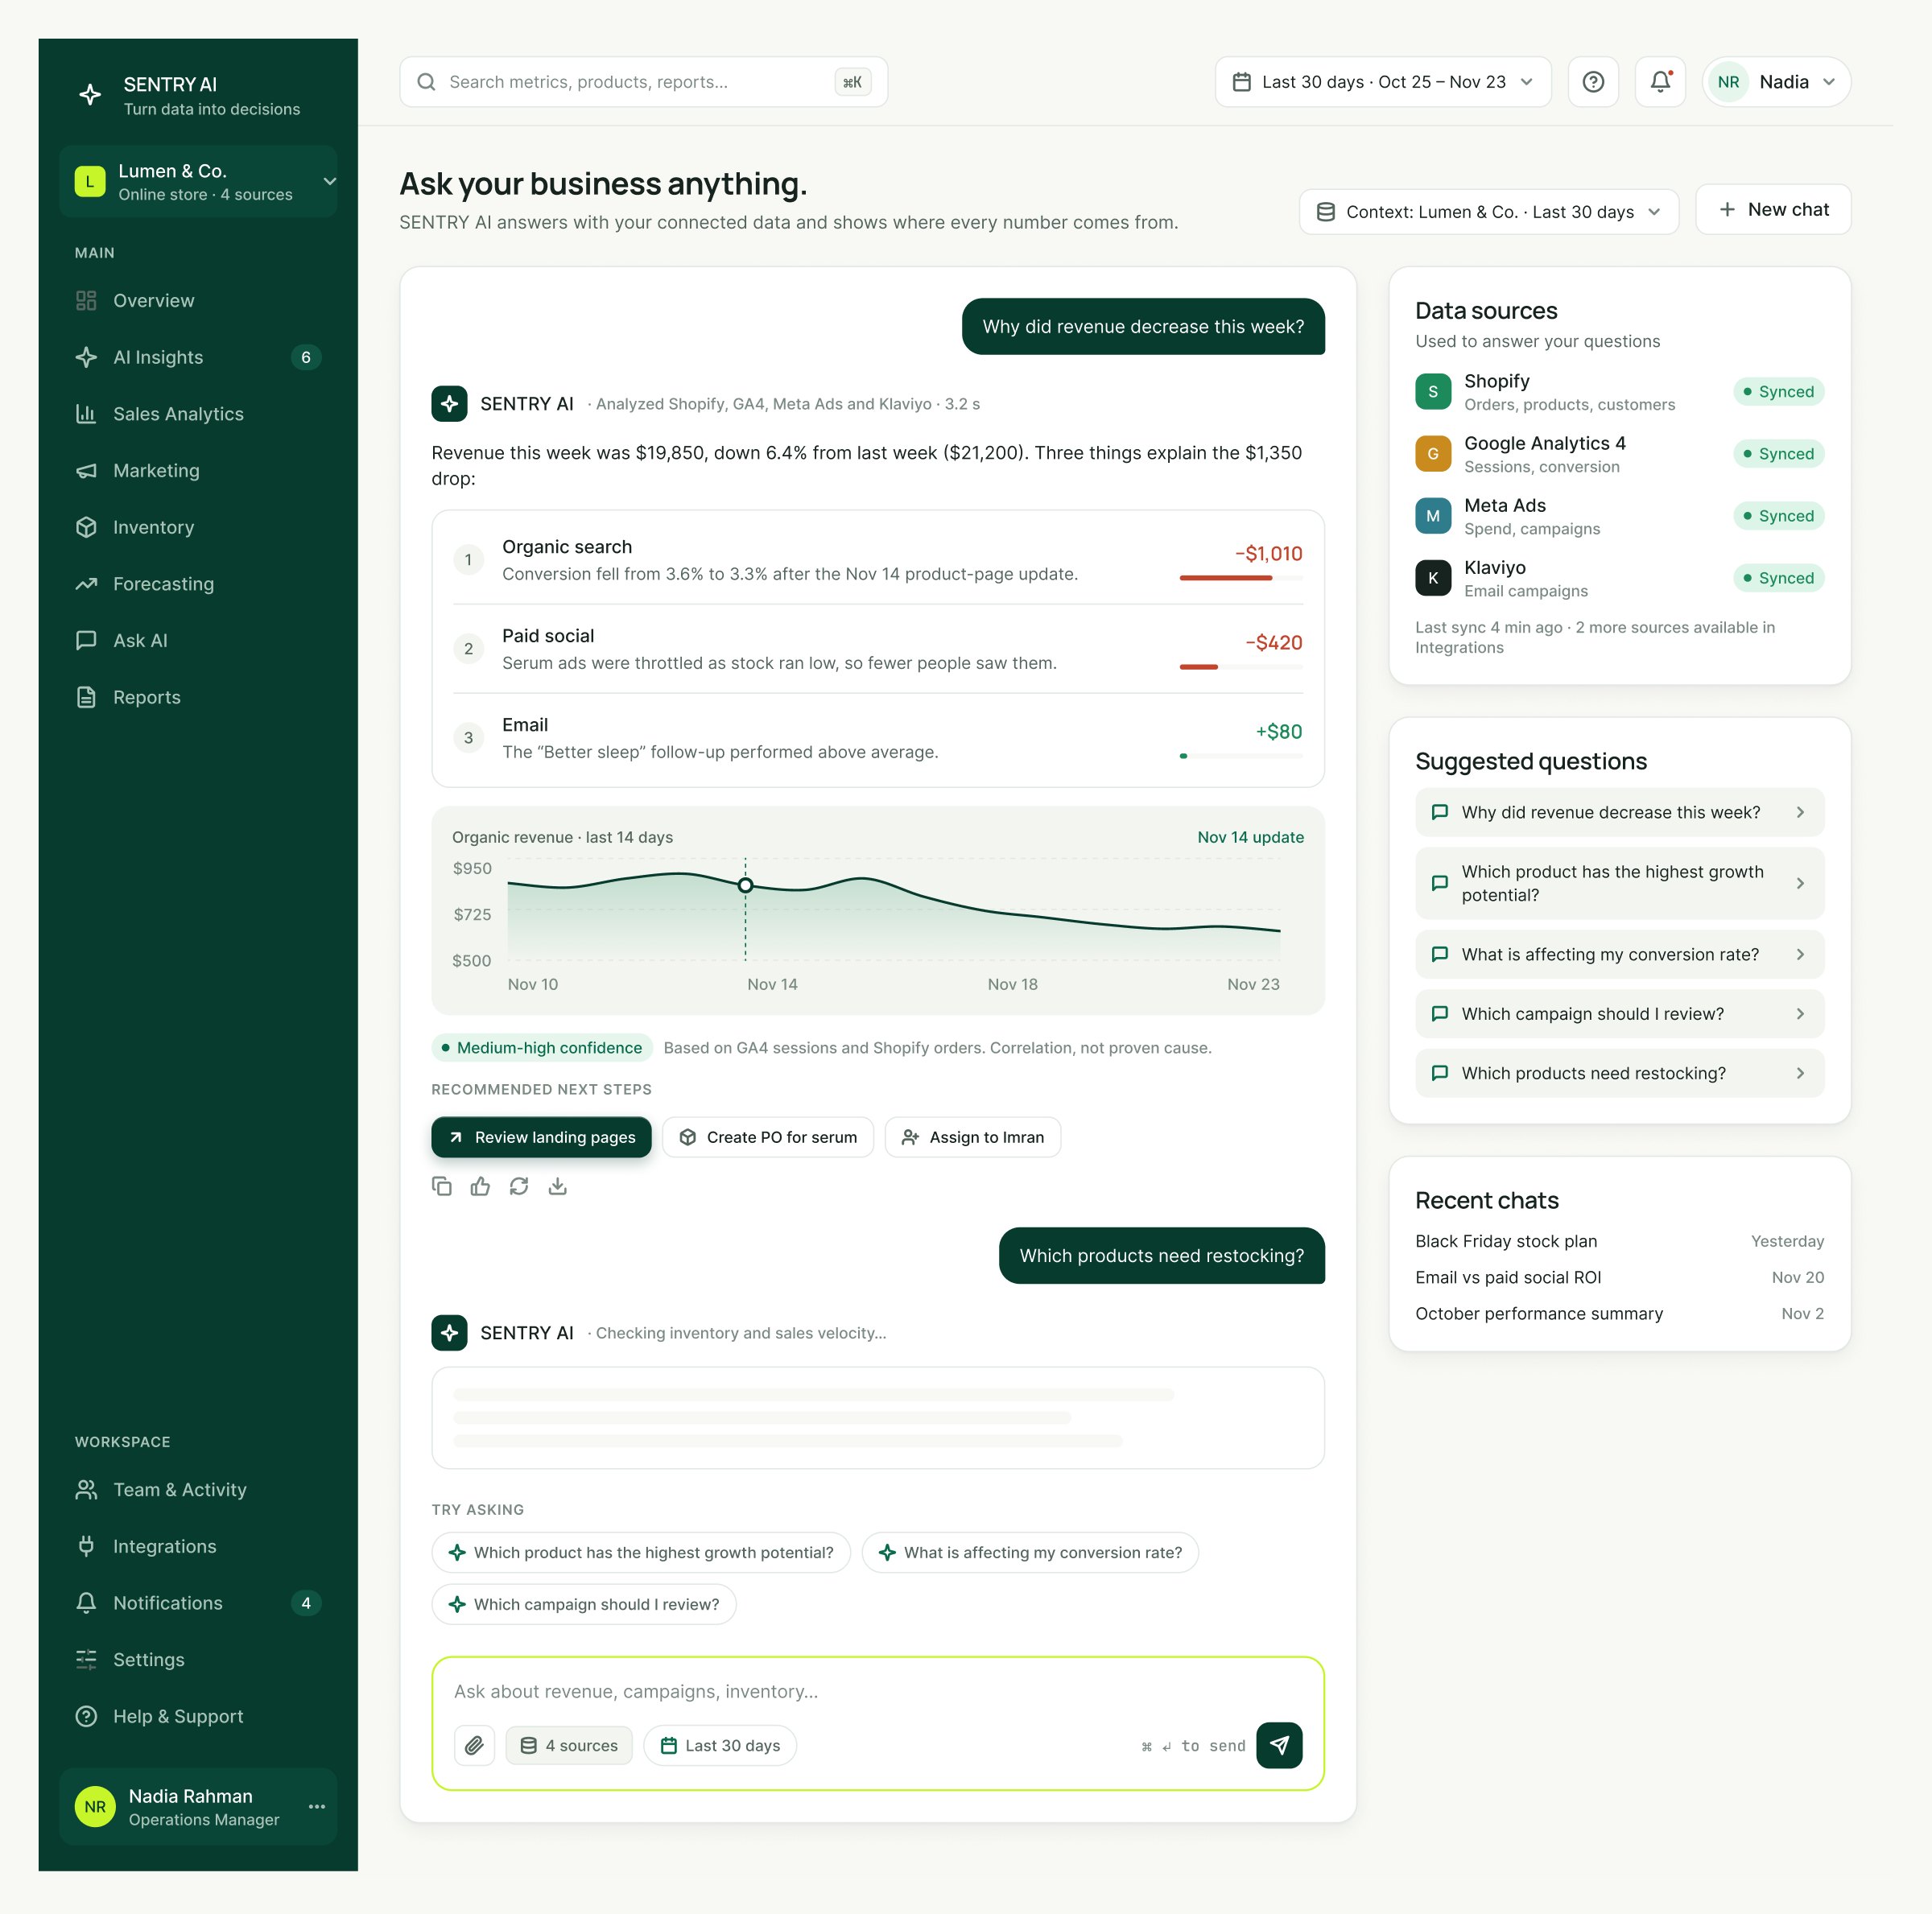 SENTRY AI
Turn data into decisions
L
Lumen & Co.
Online store · 4 sources
MAIN
Overview
AI Insights
6
Sales Analytics
Marketing
Inventory
Forecasting
Ask AI
Reports
WORKSPACE
Team & Activity
Integrations
Notifications
4
Settings
Help & Support
NR
Nadia Rahman
Operations Manager
Search metrics, products, reports...
⌘K
Last 30 days · Oct 25 – Nov 23
NR
Nadia
Ask your business anything.
SENTRY AI answers with your connected data and shows where every number comes from.
Context: Lumen & Co. · Last 30 days
New chat
Why did revenue decrease this week?
SENTRY AI
· Analyzed Shopify, GA4, Meta Ads and Klaviyo · 3.2 s
Revenue this week was $19,850, down 6.4% from last week ($21,200). Three things explain the $1,350
drop:
1
Organic search
Conversion fell from 3.6% to 3.3% after the Nov 14 product-page update.
−$1,010
2
Paid social
Serum ads were throttled as stock ran low, so fewer people saw them.
−$420
3
Email
The “Better sleep” follow-up performed above average.
+$80
Organic revenue · last 14 days
Nov 14 update
$950
$725
$500
Nov 10
Nov 14
Nov 18
Nov 23
Medium-high confidence
Based on GA4 sessions and Shopify orders. Correlation, not proven cause.
RECOMMENDED NEXT STEPS
Review landing pages
Create PO for serum
Assign to Imran
Which products need restocking?
SENTRY AI
· Checking inventory and sales velocity...
TRY ASKING
Which product has the highest growth potential?
What is affecting my conversion rate?
Which campaign should I review?
Ask about revenue, campaigns, inventory...
4 sources
Last 30 days
⌘ ↵ to send
Data sources
Used to answer your questions
S
Shopify
Orders, products, customers
Synced
G
Google Analytics 4
Sessions, conversion
Synced
M
Meta Ads
Spend, campaigns
Synced
K
Klaviyo
Email campaigns
Synced
Last sync 4 min ago · 2 more sources available in
Integrations
Suggested questions
Why did revenue decrease this week?
Which product has the highest growth
potential?
What is affecting my conversion rate?
Which campaign should I review?
Which products need restocking?
Recent chats
Black Friday stock plan
Yesterday
Email vs paid social ROI
Nov 20
October performance summary
Nov 2